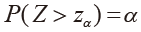 P(Z > z_α) = α